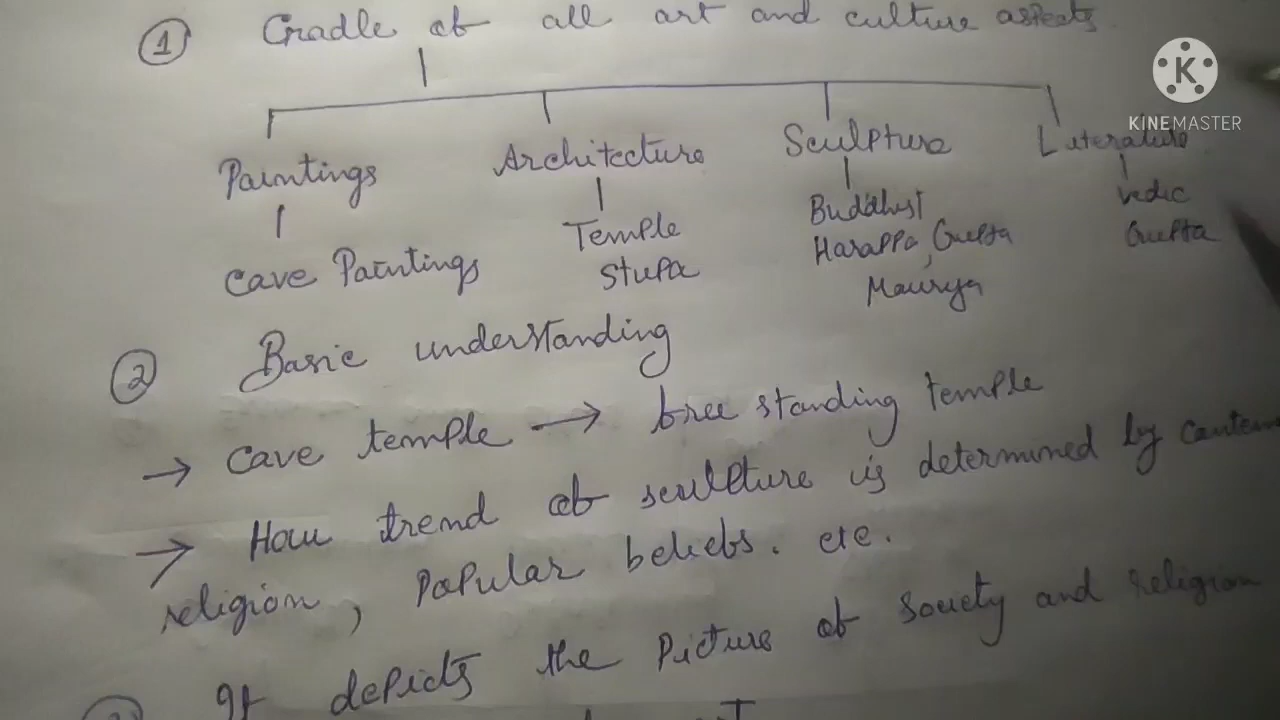 ① Cradle of all art and culture aspects
K
KINEMASTER
Paintings Architecture Sculpture Literature
Cave Paintings
Temple
Stupa
Buddhist
Harappa, Gupta
Maurya
vedic
Gupta
② Basic understanding
→ Cave temple → free standing temple
→ How trend of sculpture is determined by
religion, Popular beliefs. etc.
It depicts the Picture of Society and religion